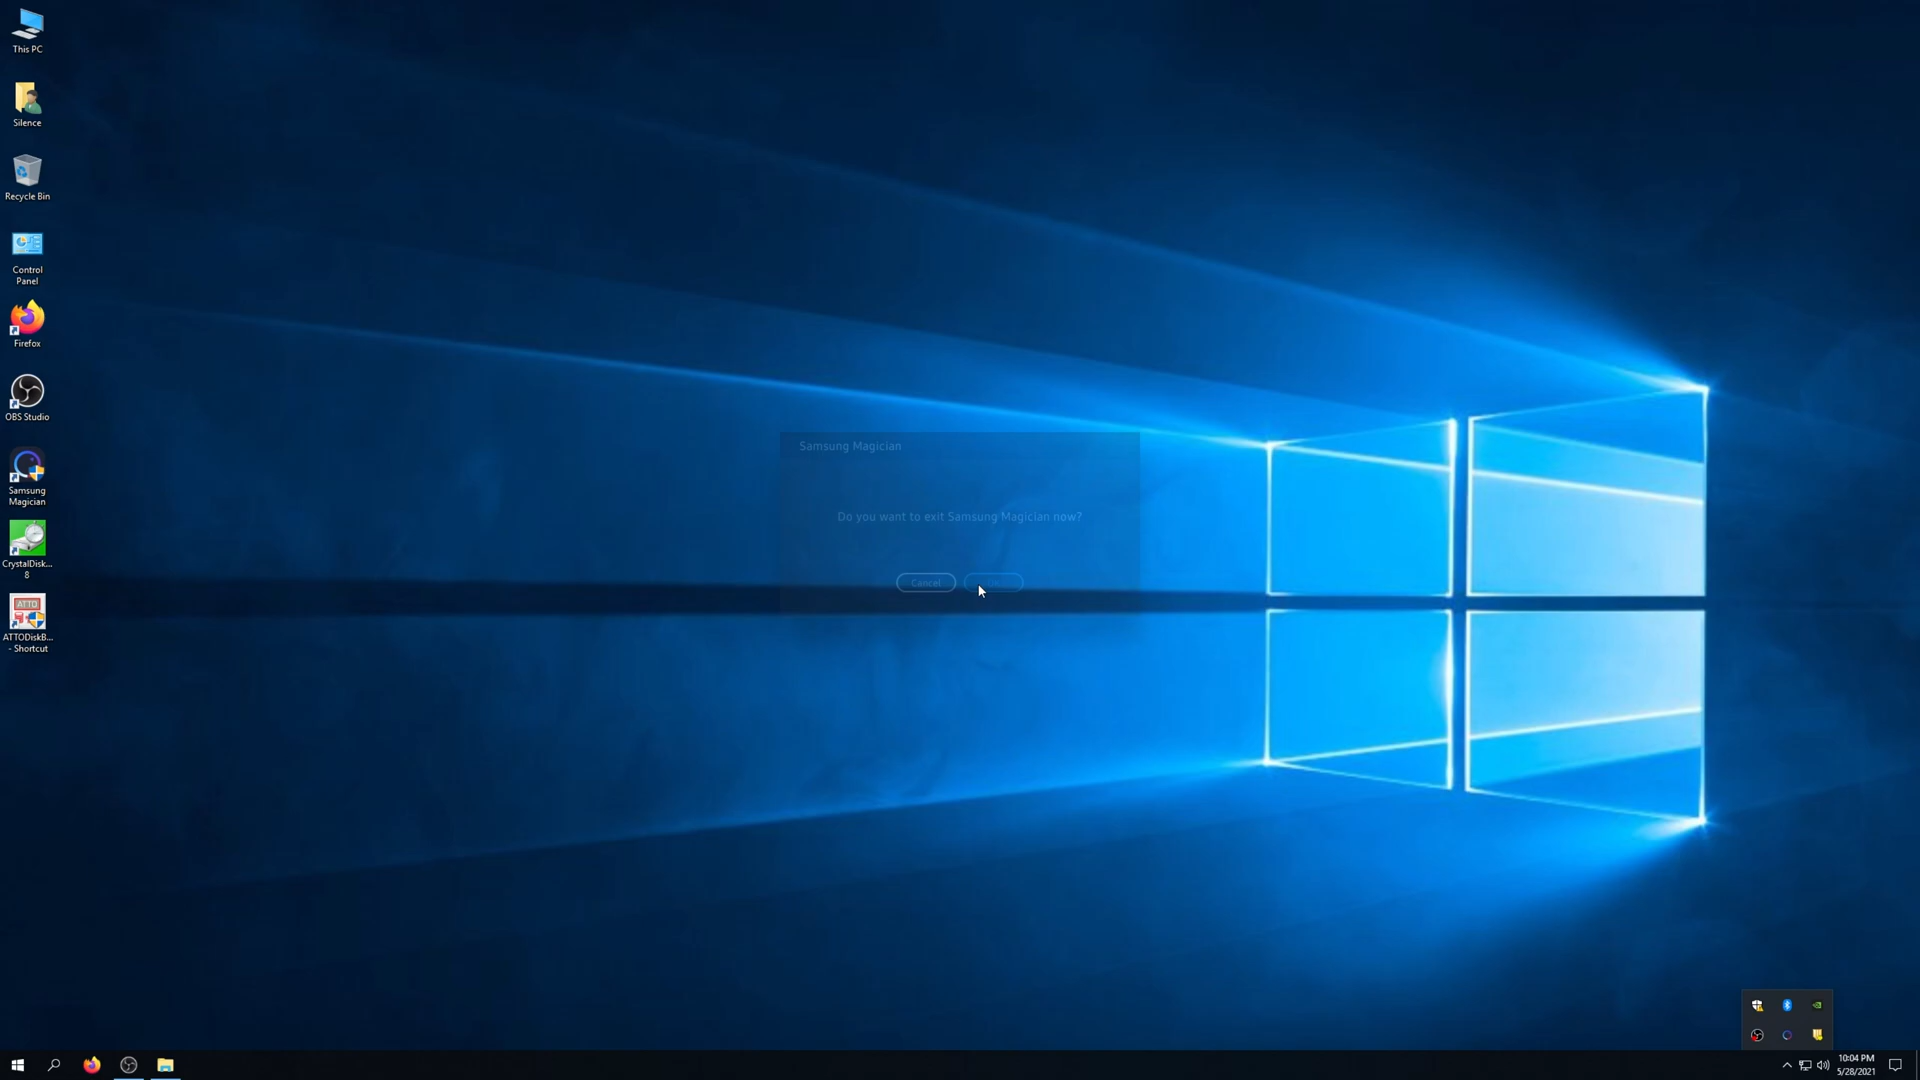 This PC
Silence
Recycle Bin
Control
Panel
Firefox
OBS Studio
Samsung
Magician
CrystalDisk...
8
ATTO
ATTODiskB...
- Shortcut
Samsung Magician
Do you want to exit Samsung Magician now?
Cancel
10:04 PM
5/28/2021